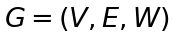 G = (V, E, W)